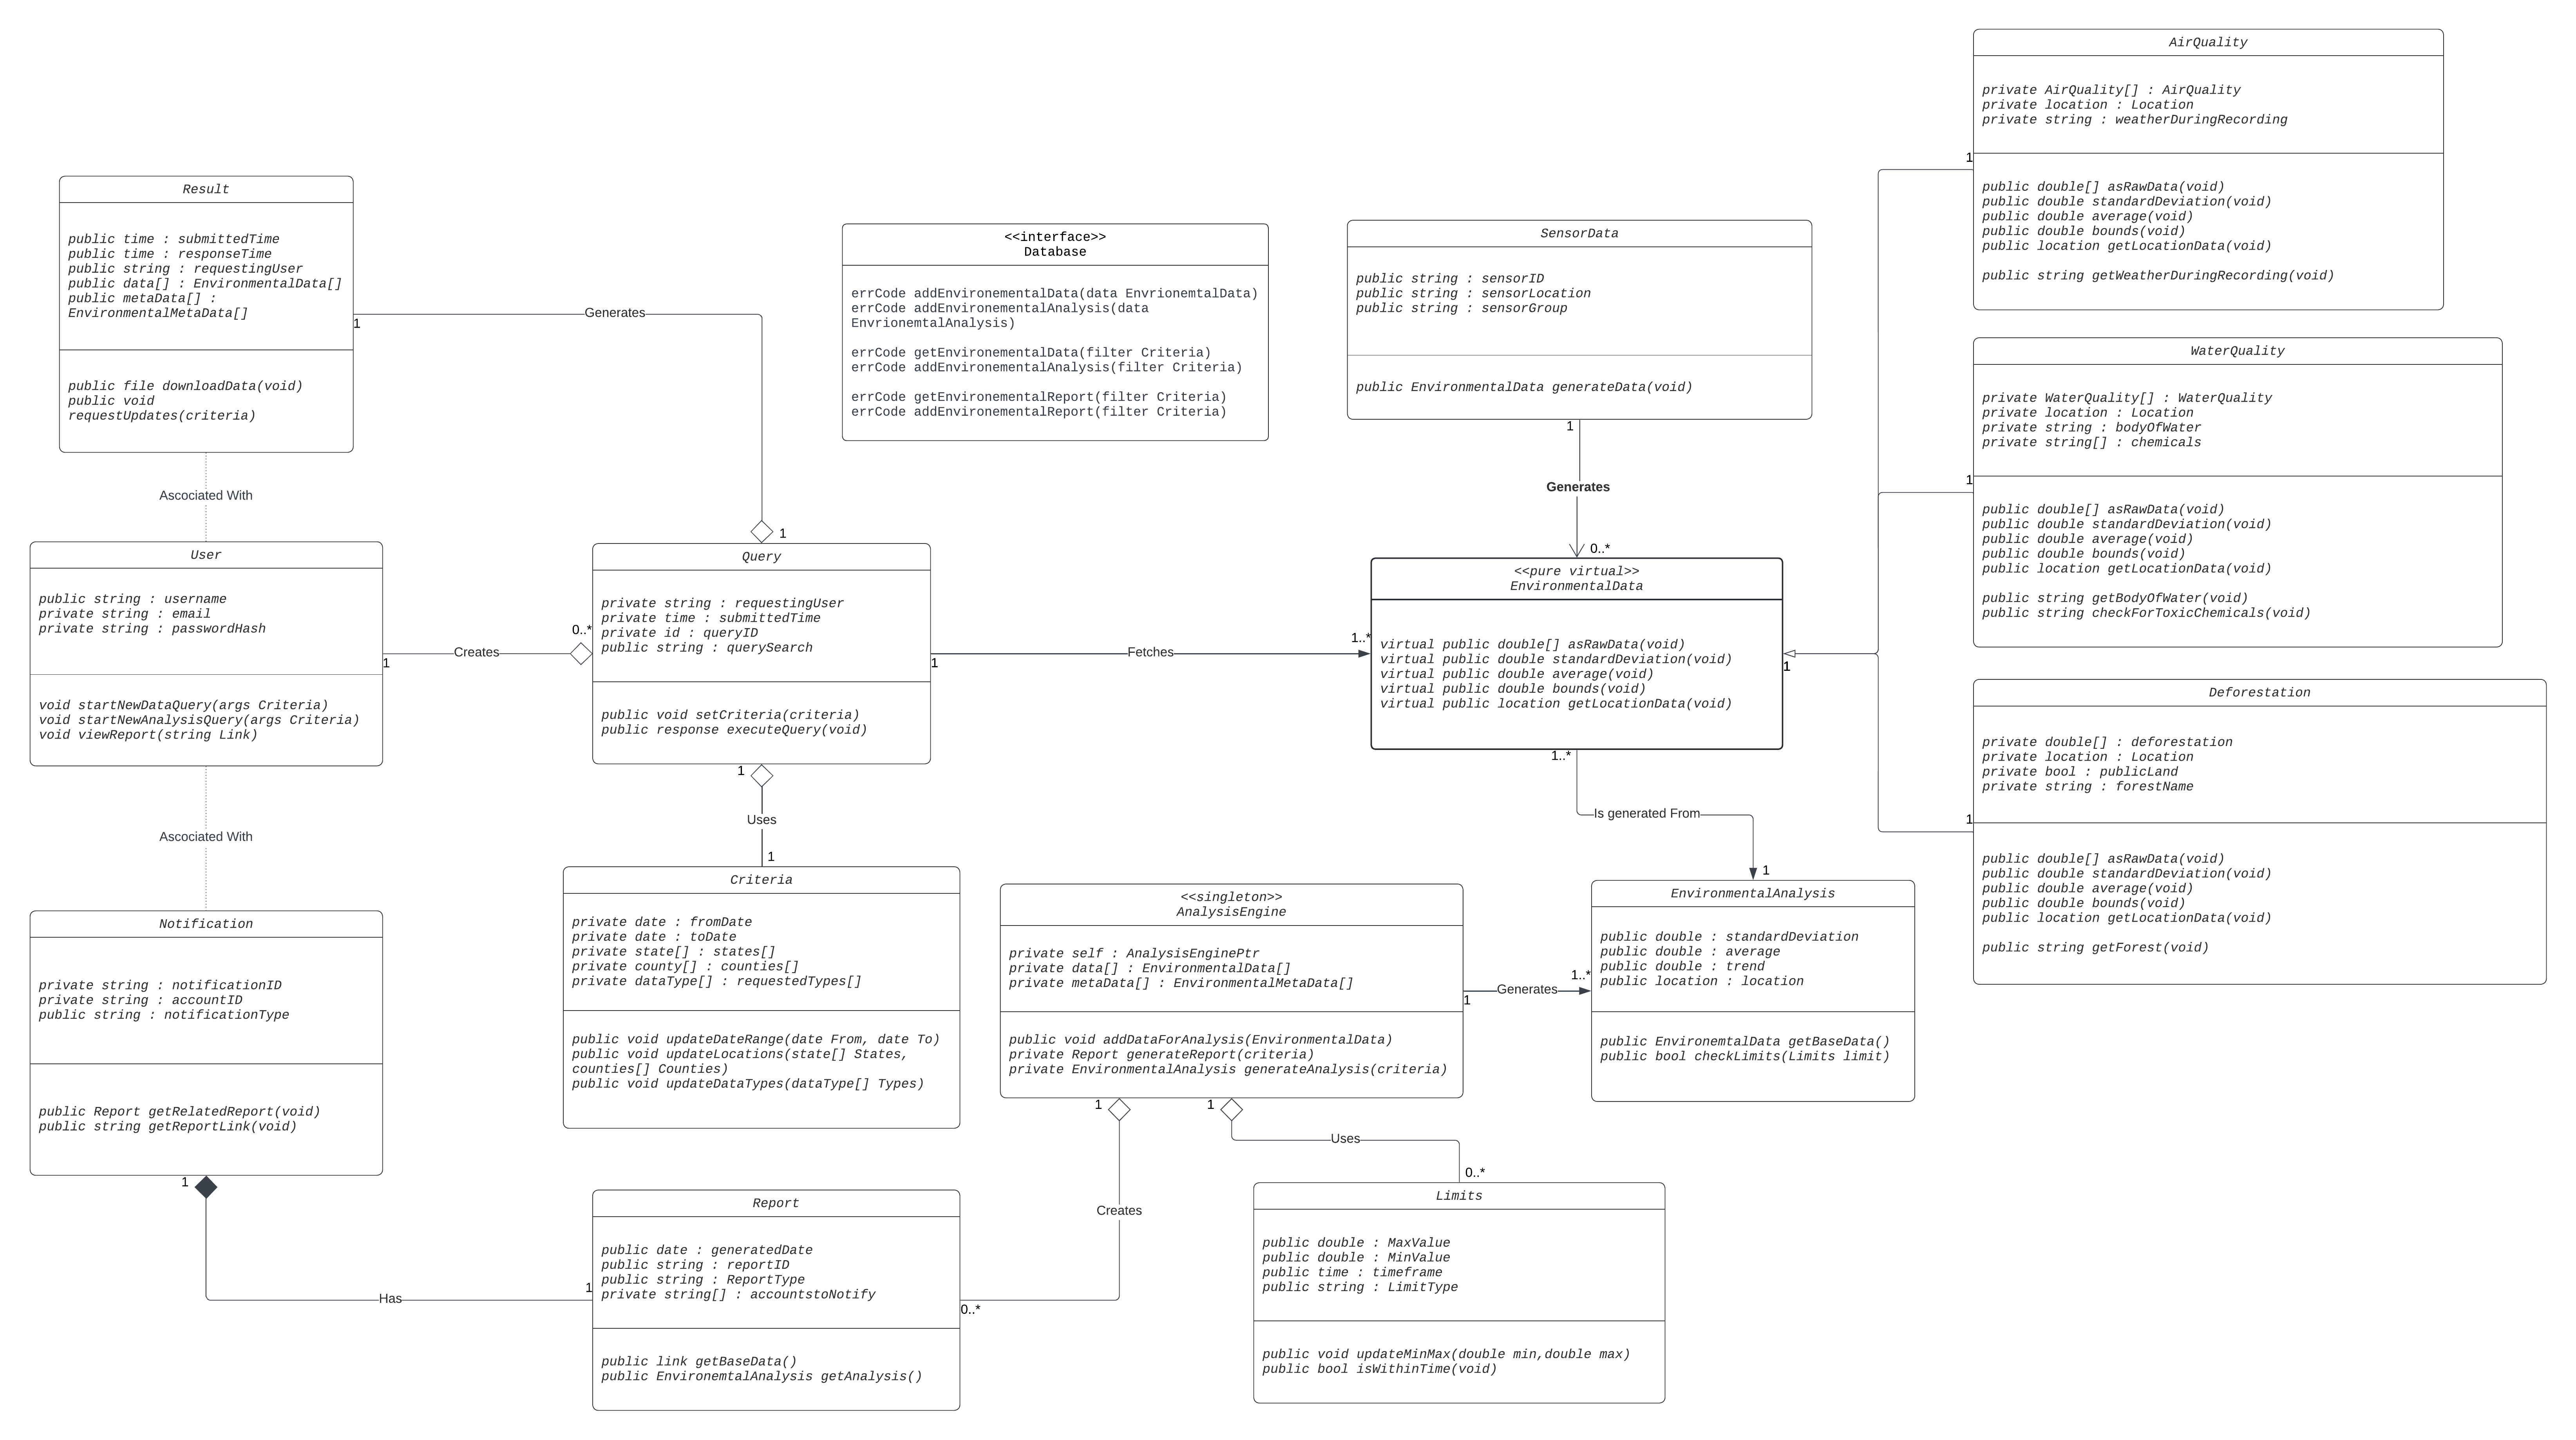 AirQuality
private AirQuality[] : AirQuality
private location : Location
private string : weatherDuringRecording
1
public double[] asRawData(void)
public double standardDeviation(void)
public double average(void)
public double bounds(void)
public location getLocationData(void)
public string getWeatherDuringRecording(void)
Result
public time : submittedTime
public time : responseTime
public string : requestingUser
public data[] : EnvironmentalData[]
public metaData[] :
EnvironmentalMetaData[]
1
Generates
public file downloadData(void)
public void
requestUpdates(criteria)
<<interface>>
Database
errCode addEnvironementalData(data EnvrionemtalData)
errCode addEnvironementalAnalysis(data
EnvrionemtalAnalysis)
errCode getEnvironementalData(filter Criteria)
errCode addEnvironementalAnalysis(filter Criteria)
errCode getEnvironementalReport(filter Criteria)
errCode addEnvironementalReport(filter Criteria)
SensorData
public string : sensorID
public string : sensorLocation
public string : sensorGroup
public EnvironmentalData generateData(void)
1
Generates
0..*
WaterQuality
private WaterQuality[] : WaterQuality
private location : Location
private string : bodyOfWater
private string[] : chemicals
1
public double[] asRawData(void)
public double standardDeviation(void)
public double average(void)
public double bounds(void)
public location getLocationData(void)
public string getBodyOfWater(void)
public string checkForToxicChemicals(void)
Ascociated With
1
User
public string : username
private string : email
private string : passwordHash
void startNewDataQuery(args Criteria)
void startNewAnalysisQuery(args Criteria)
void viewReport(string Link)
1
Creates
0..*
Query
private string : requestingUser
private time : submittedTime
private id : queryID
public string : querySearch
public void setCriteria(criteria)
public response executeQuery(void)
1
Fetches
1..*
<<pure virtual>>
EnvironmentalData
virtual public double[] asRawData(void)
virtual public double standardDeviation(void)
virtual public double average(void)
virtual public double bounds(void)
virtual public location getLocationData(void)
1
Deforestation
private double[] : deforestation
private location : Location
private bool : publicLand
private string : forestName
1
public double[] asRawData(void)
public double standardDeviation(void)
public double average(void)
public double bounds(void)
public location getLocationData(void)
public string getForest(void)
1
Uses
1
1..*
Is generated From
1
Ascociated With
Notification
private string : notificationID
private string : accountID
public string : notificationType
public Report getRelatedReport(void)
public string getReportLink(void)
1
Has
1
Criteria
private date : fromDate
private date : toDate
private state[] : states[]
private county[] : counties[]
private dataType[] : requestedTypes[]
public void updateDateRange(date From, date To)
public void updateLocations(state[] States,
counties[] Counties)
public void updateDataTypes(dataType[] Types)
<<singleton>>
AnalysisEngine
private self : AnalysisEnginePtr
private data[] : EnvironmentalData[]
private metaData[] : EnvironmentalMetaData[]
public void addDataForAnalysis(EnvironmentalData)
private Report generateReport(criteria)
private EnvironmentalAnalysis generateAnalysis(criteria)
1
Generates
1..*
EnvironmentalAnalysis
public double : standardDeviation
public double : average
public double : trend
public location : location
public EnvironemtalData getBaseData()
public bool checkLimits(Limits limit)
1
Creates
0..*
1
Uses
0..*
Report
public date : generatedDate
public string : reportID
public string : ReportType
private string[] : accountstoNotify
public link getBaseData()
public EnvironemtalAnalysis getAnalysis()
Limits
public double : MaxValue
public double : MinValue
public time : timeframe
public string : LimitType
public void updateMinMax(double min,double max)
public bool isWithinTime(void)